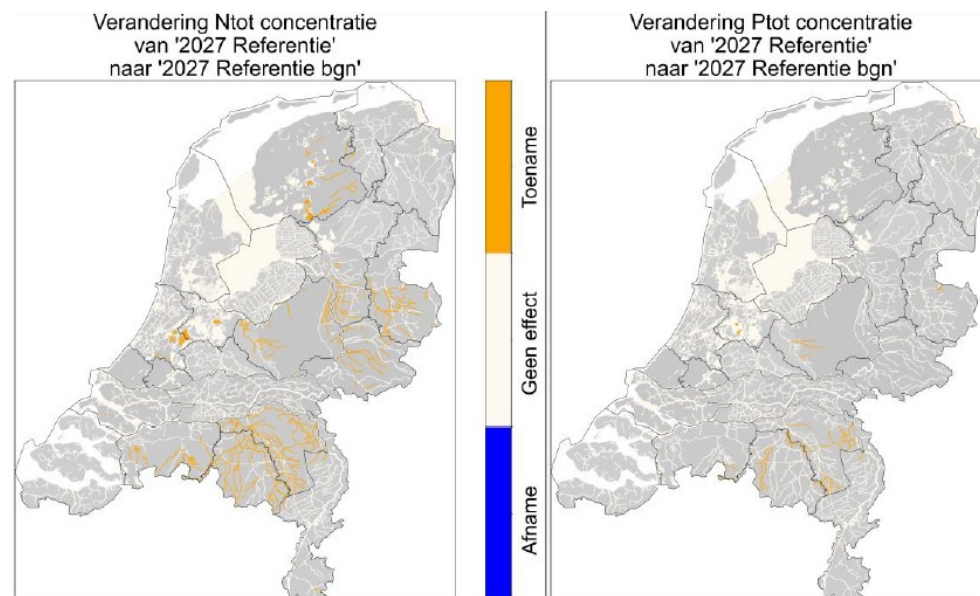 Verandering Ntot concentratie
van '2027 Referentie'
naar '2027 Referentie bgn'
Toename
Geen effect
Afname
Verandering Ptot concentratie
van '2027 Referentie'
naar '2027 Referentie bgn'